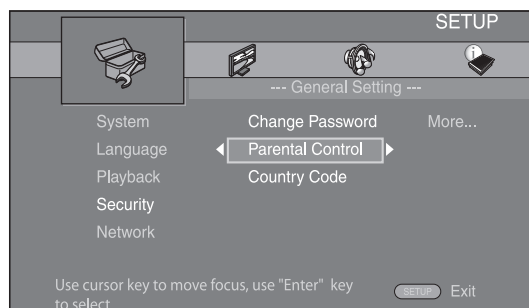 SETUP
--- General Setting ---
System Change Password More...
Language Parental Control
Playback Country Code
Security
Network
Use cursor key to move focus, use "Enter" key
to select
SETUP Exit